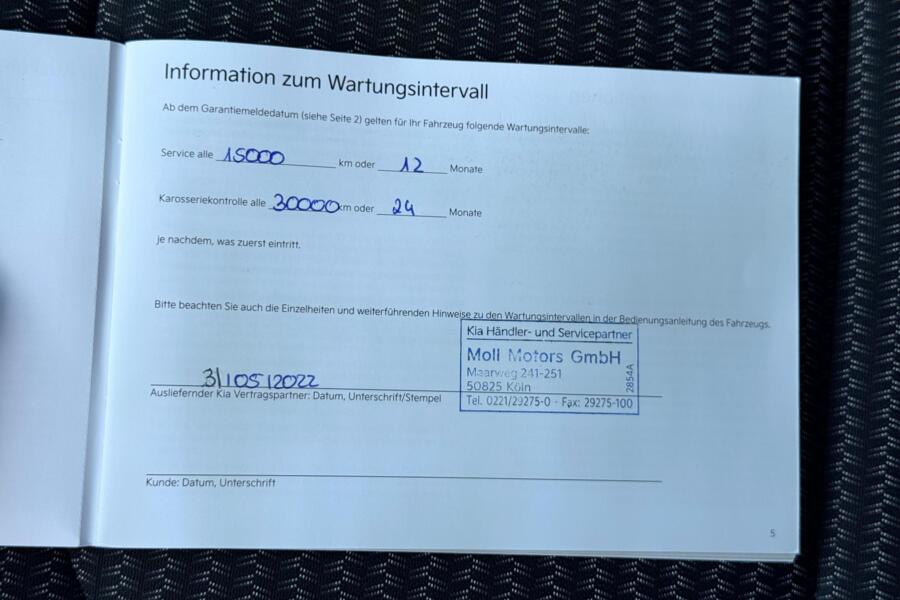 Information zum Wartungsintervall
Ab dem Garantiemeldedatum (siehe Seite 2) gelten für Ihr Fahrzeug folgende Wartungsintervalle:
Service alle 15000 km oder 12 Monate
Karosseriekontrolle alle 30000 km oder 24 Monate
je nachdem, was zuerst eintritt.
Bitte beachten Sie auch die Einzelheiten und weiterführenden Hinweise zu den Wartungsintervallen in der Bedienungsanleitung des Fahrzeugs.
Kia Händler- und Servicepartner
Moll Motors GmbH
Maarweg 241-251
50825 Köln
Tel. 0221/29275-0 · Fax: 29275-100
2854A
31/05/2022
Ausliefernder Kia Vertragspartner: Datum, Unterschrift/Stempel
Kunde: Datum, Unterschrift
5